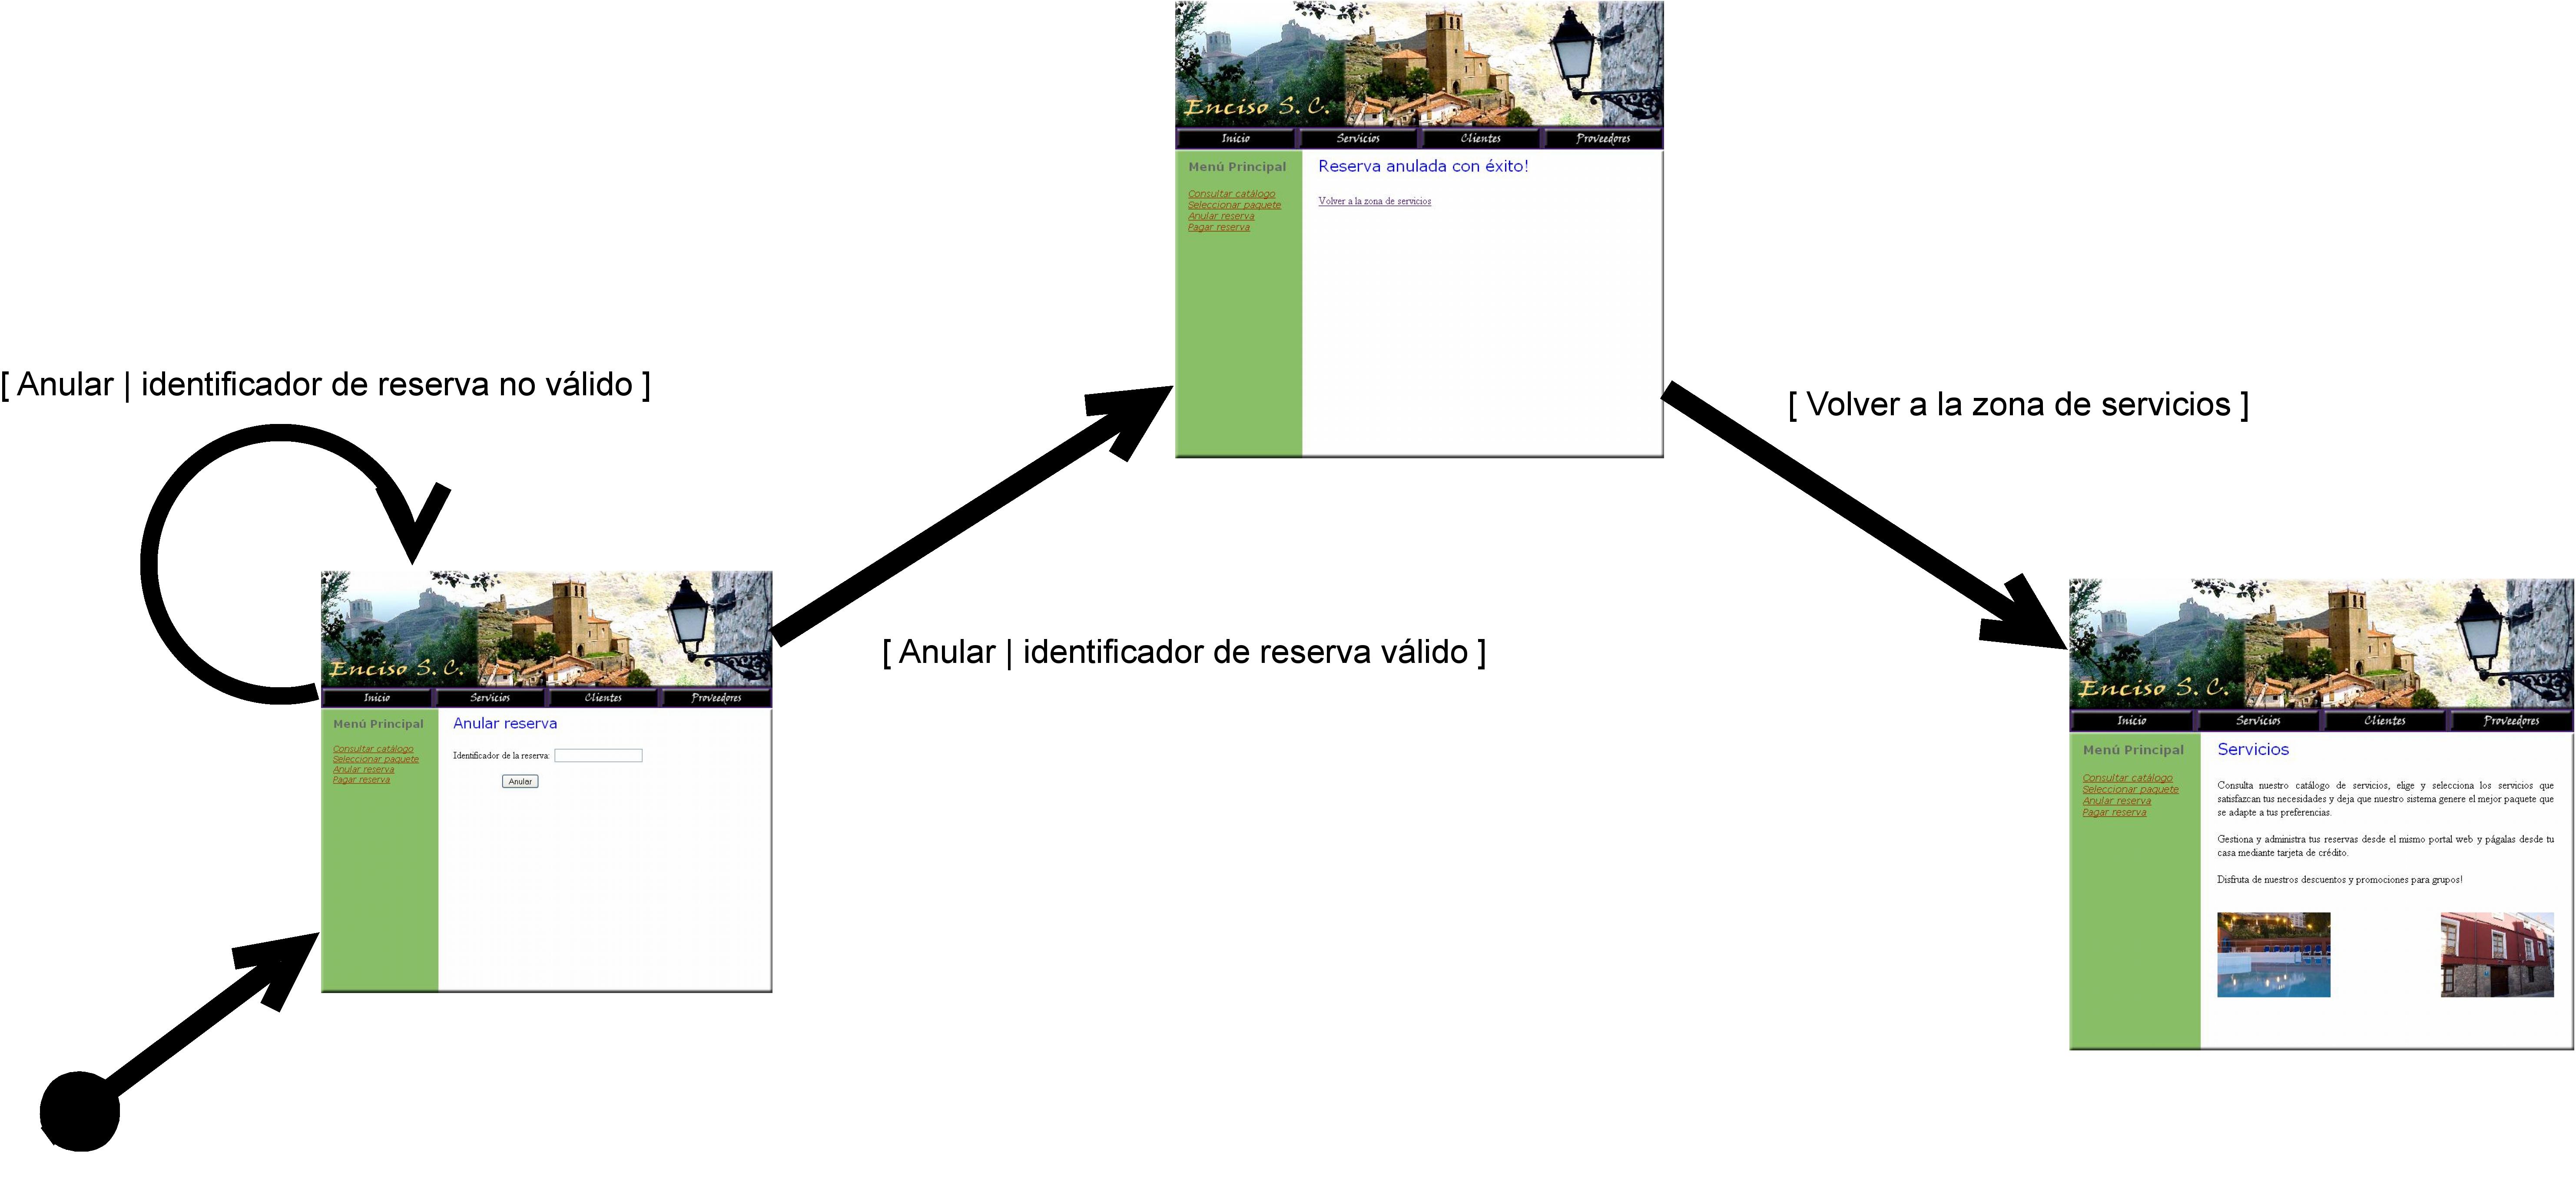 Enciso S. C.
Inicio Servicios Clientes Proveedores
Menú Principal
Consultar catálogo
Seleccionar paquete
Anular reserva
Pagar reserva
Reserva anulada con éxito!
Volver a la zona de servicios
[ Anular | identificador de reserva no válido ]
[ Volver a la zona de servicios ]
[ Anular | identificador de reserva válido ]
Enciso S. C.
Inicio Servicios Clientes Proveedores
Menú Principal
Consultar catálogo
Seleccionar paquete
Anular reserva
Pagar reserva
Anular reserva
Identificador de la reserva:
Anular
Enciso S. C.
Inicio Servicios Clientes Proveedores
Menú Principal
Consultar catálogo
Seleccionar paquete
Anular reserva
Pagar reserva
Servicios
Consulta nuestro catálogo de servicios, elige y selecciona los servicios que
satisfazcan tus necesidades y deja que nuestro sistema genere el mejor paquete que
se adapte a tus preferencias.
Gestiona y administra tus reservas desde el mismo portal web y págalas desde tu
casa mediante tarjeta de crédito.
Disfruta de nuestros descuentos y promociones para grupos!